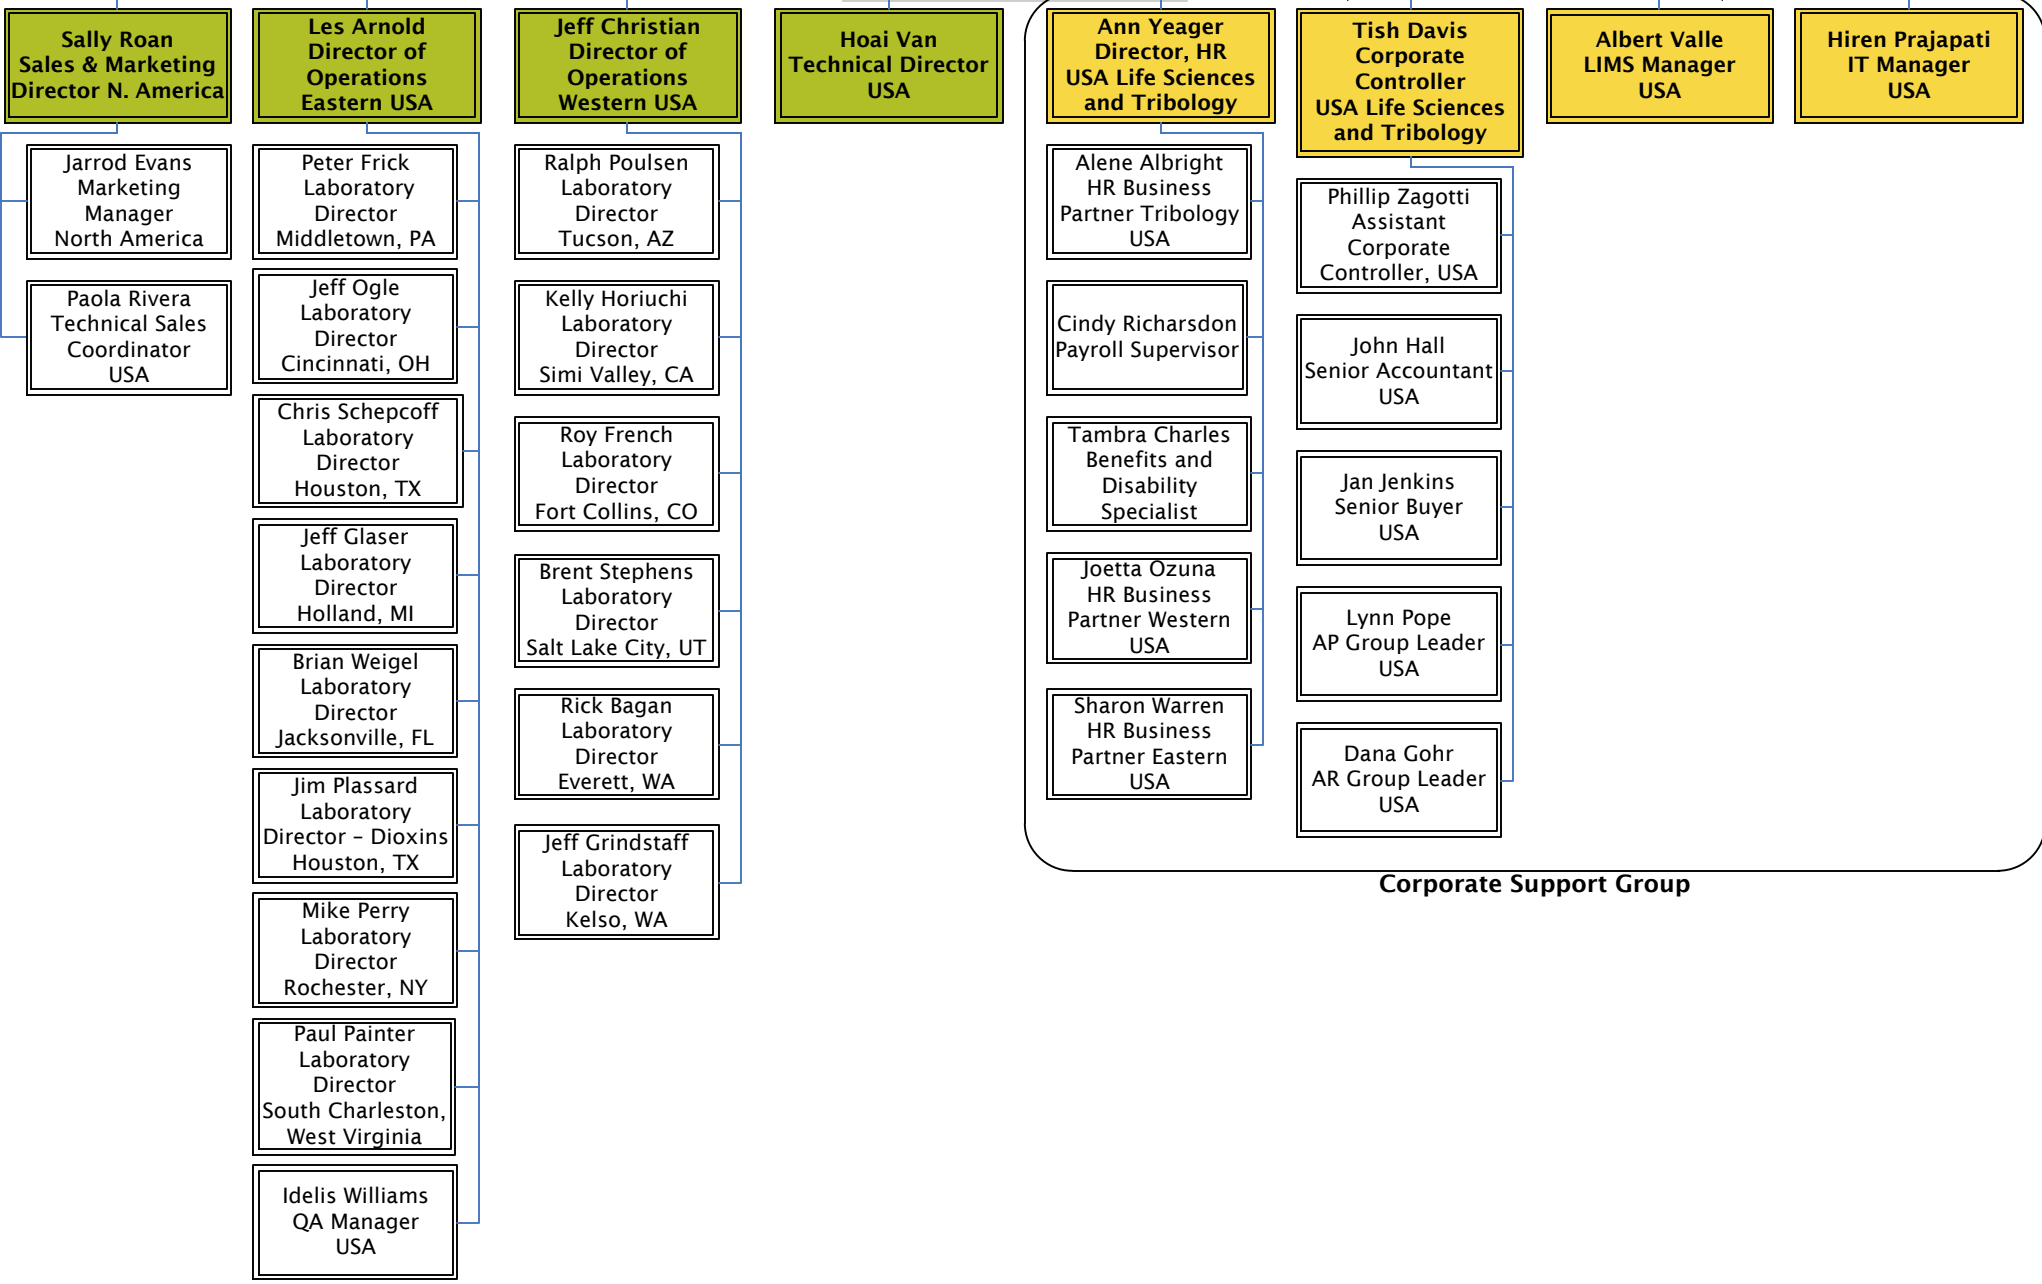 Sally Roan
Sales & Marketing
Director N. America
Jarrod Evans
Marketing
Manager
North America
Paola Rivera
Technical Sales
Coordinator
USA
Les Arnold
Director of
Operations
Eastern USA
Peter Frick
Laboratory
Director
Middletown, PA
Jeff Ogle
Laboratory
Director
Cincinnati, OH
Chris Schepcoff
Laboratory
Director
Houston, TX
Jeff Glaser
Laboratory
Director
Holland, MI
Brian Weigel
Laboratory
Director
Jacksonville, FL
Jim Plassard
Laboratory
Director – Dioxins
Houston, TX
Mike Perry
Laboratory
Director
Rochester, NY
Paul Painter
Laboratory
Director
South Charleston,
West Virginia
Idelis Williams
QA Manager
USA
Jeff Christian
Director of
Operations
Western USA
Ralph Poulsen
Laboratory
Director
Tucson, AZ
Kelly Horiuchi
Laboratory
Director
Simi Valley, CA
Roy French
Laboratory
Director
Fort Collins, CO
Brent Stephens
Laboratory
Director
Salt Lake City, UT
Rick Bagan
Laboratory
Director
Everett, WA
Jeff Grindstaff
Laboratory
Director
Kelso, WA
Hoai Van
Technical Director
USA
Ann Yeager
Director, HR
USA Life Sciences
and Tribology
Alene Albright
HR Business
Partner Tribology
USA
Cindy Richarsdon
Payroll Supervisor
Tambra Charles
Benefits and
Disability
Specialist
Joetta Ozuna
HR Business
Partner Western
USA
Sharon Warren
HR Business
Partner Eastern
USA
Tish Davis
Corporate
Controller
USA Life Sciences
and Tribology
Phillip Zagotti
Assistant
Corporate
Controller, USA
John Hall
Senior Accountant
USA
Jan Jenkins
Senior Buyer
USA
Lynn Pope
AP Group Leader
USA
Dana Gohr
AR Group Leader
USA
Albert Valle
LIMS Manager
USA
Hiren Prajapati
IT Manager
USA
Corporate Support Group